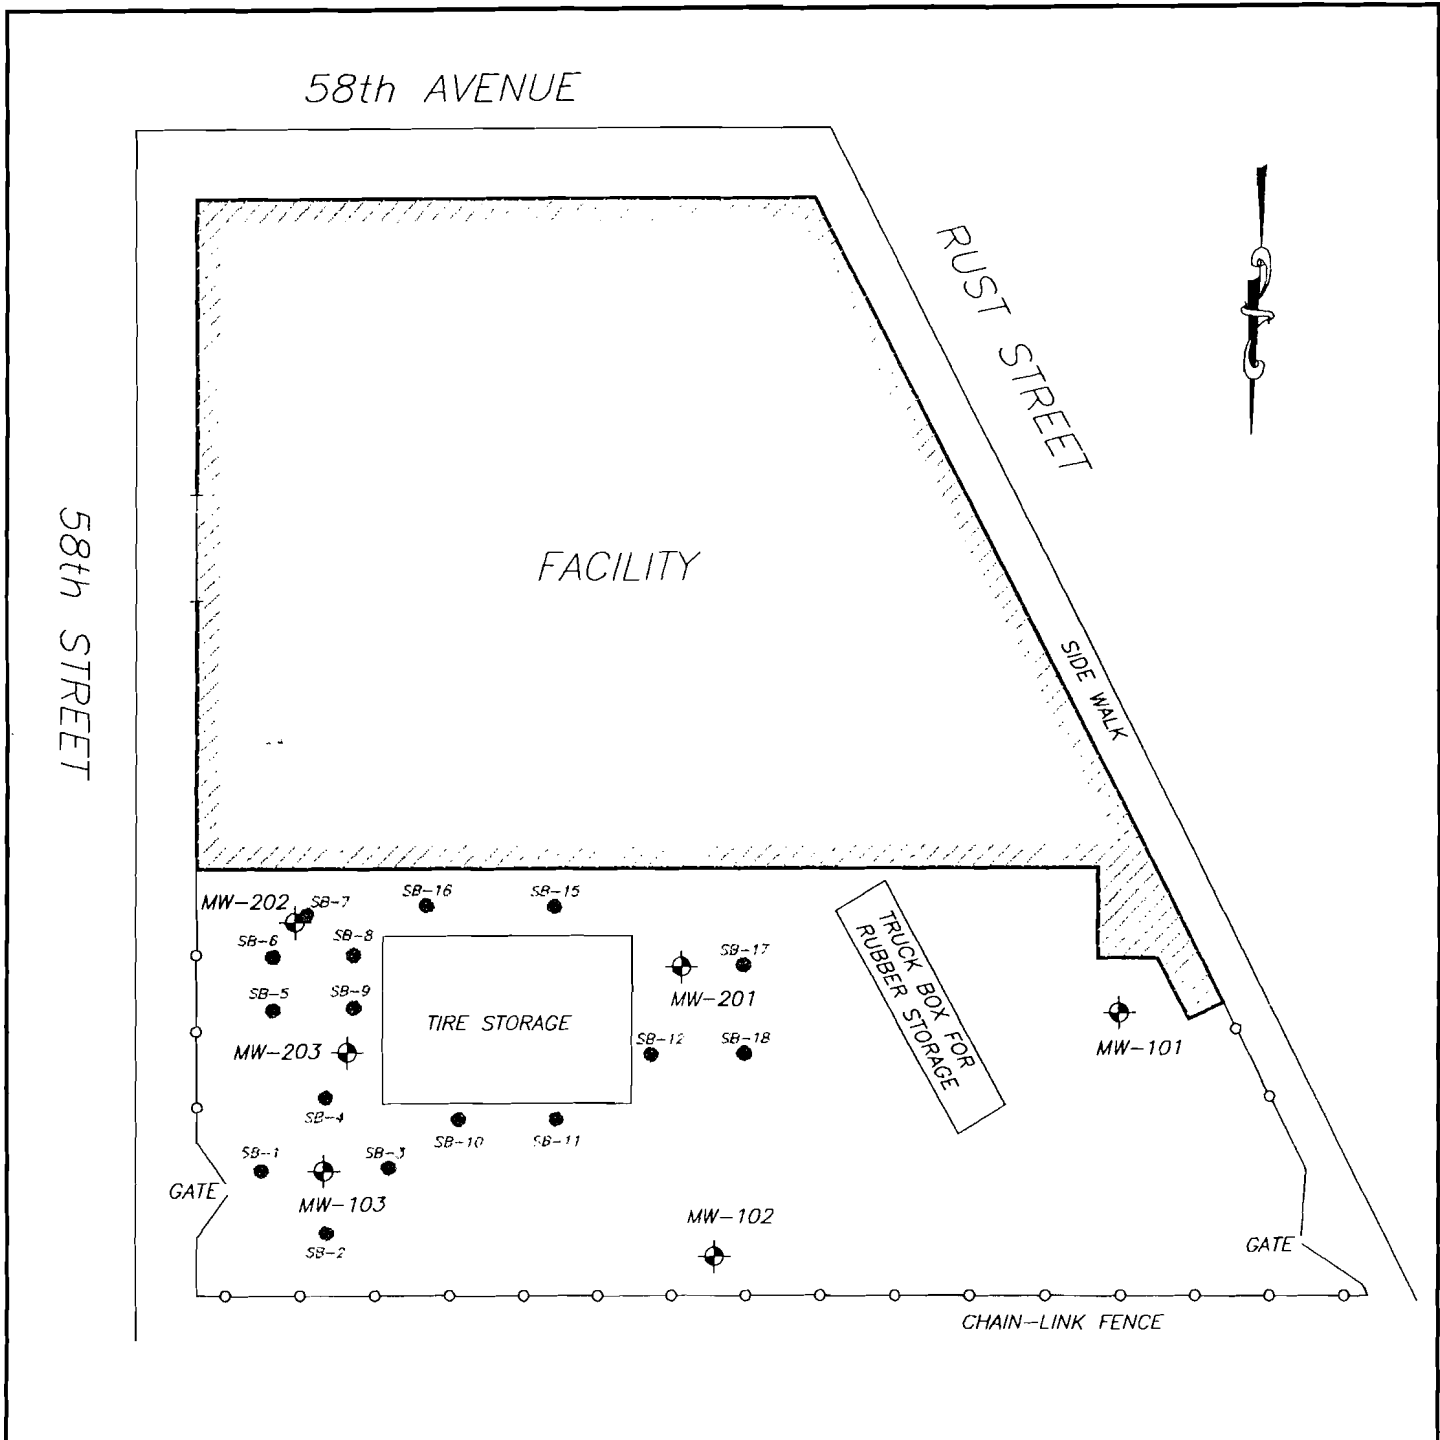 58th AVENUE
RUST STREET
58th STREET
FACILITY
SIDE WALK
MW-202
SB-7
SB-16
SB-15
SB-6
SB-8
SB-17
MW-201
SB-5
SB-9
TIRE STORAGE
TRUCK BOX FOR
RUBBER STORAGE
MW-203
SB-12
SB-18
MW-101
SB-4
SB-10
SB-11
SB-1
SB-3
GATE
MW-103
MW-102
SB-2
GATE
CHAIN-LINK FENCE